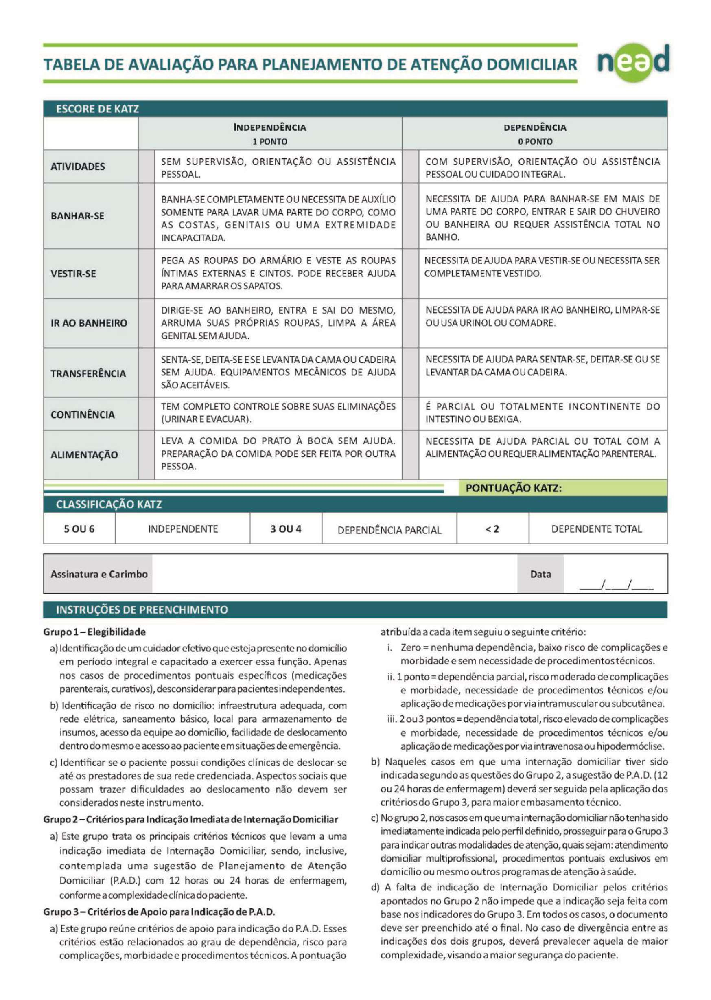 TABELA DE AVALIAÇÃO PARA PLANEJAMENTO DE ATENÇÃO DOMICILIAR
nead
ESCORE DE KATZ
INDEPENDÊNCIA
1 PONTO
DEPENDÊNCIA
0 PONTO
ATIVIDADES
SEM SUPERVISÃO, ORIENTAÇÃO OU ASSISTÊNCIA
PESSOAL.
COM SUPERVISÃO, ORIENTAÇÃO OU ASSISTÊNCIA
PESSOAL OU CUIDADO INTEGRAL.
BANHAR-SE
BANHA-SE COMPLETAMENTE OU NECESSITA DE AUXÍLIO
SOMENTE PARA LAVAR UMA PARTE DO CORPO, COMO
AS COSTAS, GENITAIS OU UMA EXTREMIDADE
INCAPACITADA.
NECESSITA DE AJUDA PARA BANHAR-SE EM MAIS DE
UMA PARTE DO CORPO, ENTRAR E SAIR DO CHUVEIRO
OU BANHEIRA OU REQUER ASSISTÊNCIA TOTAL NO
BANHO.
VESTIR-SE
PEGA AS ROUPAS DO ARMÁRIO E VESTE AS ROUPAS
ÍNTIMAS EXTERNAS E CINTOS. PODE RECEBER AJUDA
PARA AMARRAR OS SAPATOS.
NECESSITA DE AJUDA PARA VESTIR-SE OU NECESSITA SER
COMPLETAMENTE VESTIDO.
IR AO BANHEIRO
DIRIGE-SE AO BANHEIRO, ENTRA E SAI DO MESMO,
ARRUMA SUAS PRÓPRIAS ROUPAS, LIMPA A ÁREA
GENITAL SEM AJUDA.
NECESSITA DE AJUDA PARA IR AO BANHEIRO, LIMPAR-SE
OU USA URINOL OU COMADRE.
TRANSFERÊNCIA
SENTA-SE, DEITA-SE E SE LEVANTA DA CAMA OU CADEIRA
SEM AJUDA. EQUIPAMENTOS MECÂNICOS DE AJUDA
SÃO ACEITÁVEIS.
NECESSITA DE AJUDA PARA SENTAR-SE, DEITAR-SE OU SE
LEVANTAR DA CAMA OU CADEIRA.
CONTINÊNCIA
TEM COMPLETO CONTROLE SOBRE SUAS ELIMINAÇÕES
(URINAR E EVACUAR).
É PARCIAL OU TOTALMENTE INCONTINENTE DO
INTESTINO OU BEXIGA.
ALIMENTAÇÃO
LEVA A COMIDA DO PRATO À BOCA SEM AJUDA.
PREPARAÇÃO DA COMIDA PODE SER FEITA POR OUTRA
PESSOA.
NECESSITA DE AJUDA PARCIAL OU TOTAL COM A
ALIMENTAÇÃO OU REQUER ALIMENTAÇÃO PARENTERAL.
PONTUAÇÃO KATZ:
CLASSIFICAÇÃO KATZ
5 OU 6 INDEPENDENTE 3 OU 4 DEPENDÊNCIA PARCIAL < 2 DEPENDENTE TOTAL
Assinatura e Carimbo
Data
____/____/____
INSTRUÇÕES DE PREENCHIMENTO
Grupo 1 – Elegibilidade
a) Identificação de um cuidador efetivo que esteja presente no domicílio
em período integral e capacitado a exercer essa função. Apenas
nos casos de procedimentos pontuais específicos (medicações
parenterais, curativos), desconsiderar para pacientes independentes.
b) Identificação de risco no domicílio: infraestrutura adequada, com
rede elétrica, saneamento básico, local para armazenamento de
insumos, acesso da equipe ao domicílio, facilidade de deslocamento
dentro do mesmo e acesso ao paciente em situações de emergência.
c) Identificar se o paciente possui condições clínicas de deslocar-se
até os prestadores de sua rede credenciada. Aspectos sociais que
possam trazer dificuldades ao deslocamento não devem ser
considerados neste instrumento.
Grupo 2 – Critérios para Indicação Imediata de Internação Domiciliar
a) Este grupo trata os principais critérios técnicos que levam a uma
indicação imediata de Internação Domiciliar, sendo, inclusive,
contemplada uma sugestão de Planejamento de Atenção
Domiciliar (P.A.D.) com 12 horas ou 24 horas de enfermagem,
conforme a complexidade clínica do paciente.
Grupo 3 – Critérios de Apoio para Indicação de P.A.D.
a) Este grupo reúne critérios de apoio para indicação do P.A.D. Esses
critérios estão relacionados ao grau de dependência, risco para
complicações, morbidade e procedimentos técnicos. A pontuação
atribuída a cada item seguiu o seguinte critério:
i. Zero = nenhuma dependência, baixo risco de complicações e
morbidade e sem necessidade de procedimentos técnicos.
ii. 1 ponto = dependência parcial, risco moderado de complicações
e morbidade, necessidade de procedimentos técnicos e/ou
aplicação de medicações por via intramuscular ou subcutânea.
iii. 2 ou 3 pontos = dependência total, risco elevado de complicações
e morbidade, necessidade de procedimentos técnicos e/ou
aplicação de medicações por via intravenosa ou hipodermóclise.
b) Naqueles casos em que uma internação domiciliar tiver sido
indicada segundo as questões do Grupo 2, a sugestão de P.A.D. (12
ou 24 horas de enfermagem) deverá ser seguida pela aplicação dos
critérios do Grupo 3, para maior embasamento técnico.
c) No grupo 2, nos casos em que uma internação domiciliar não tenha sido
imediatamente indicada pelo perfil definido, prosseguir para o Grupo 3
para indicar outras modalidades de atenção, quais sejam: atendimento
domiciliar multiprofissional, procedimentos pontuais exclusivos em
domicílio ou mesmo outros programas de atenção à saúde.
d) A falta de indicação de Internação Domiciliar pelos critérios
apontados no Grupo 2 não impede que a indicação seja feita com
base nos indicadores do Grupo 3. Em todos os casos, o documento
deve ser preenchido até o final. No caso de divergência entre as
indicações dos dois grupos, deverá prevalecer aquela de maior
complexidade, visando a maior segurança do paciente.